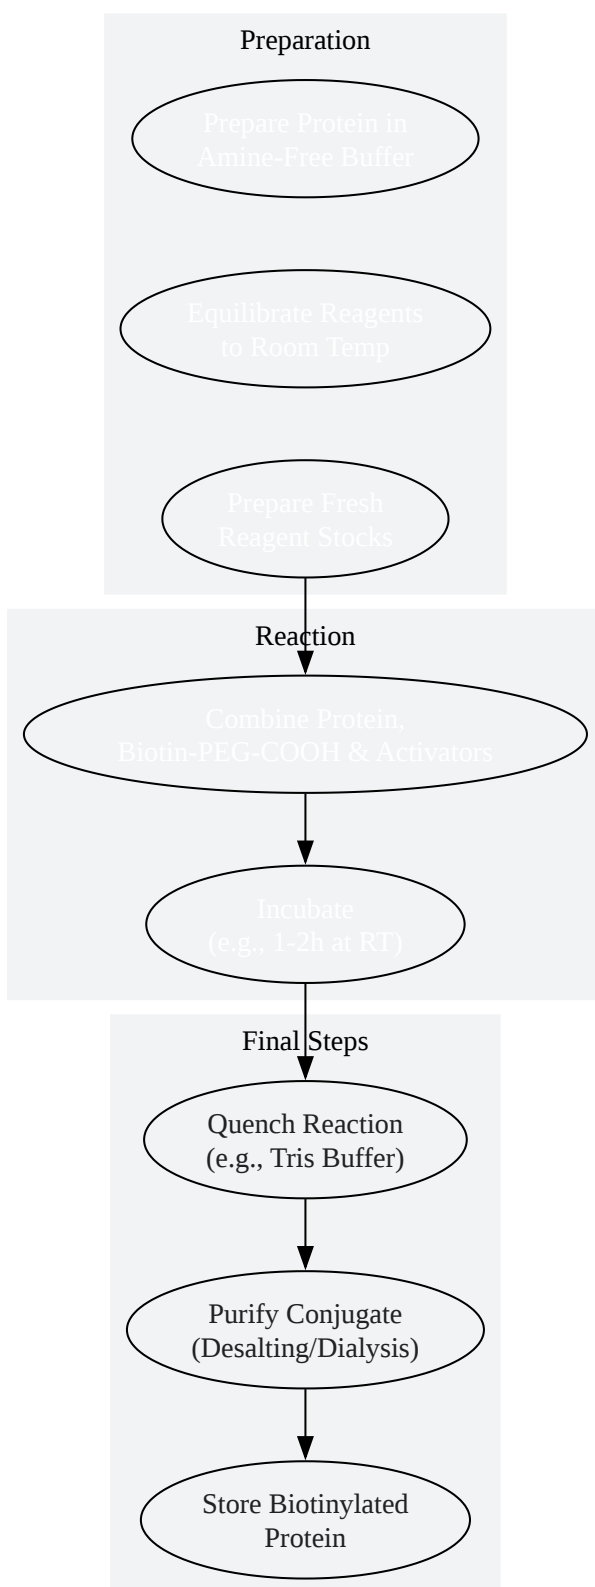 Preparation
Prepare Protein in
Amine-Free Buffer
Equilibrate Reagents
to Room Temp
Prepare Fresh
Reagent Stocks
Reaction
Combine Protein,
Biotin-PEG-COOH & Activators
Incubate
(e.g., 1-2h at RT)
Final Steps
Quench Reaction
(e.g., Tris Buffer)
Purify Conjugate
(Desalting/Dialysis)
Store Biotinylated
Protein